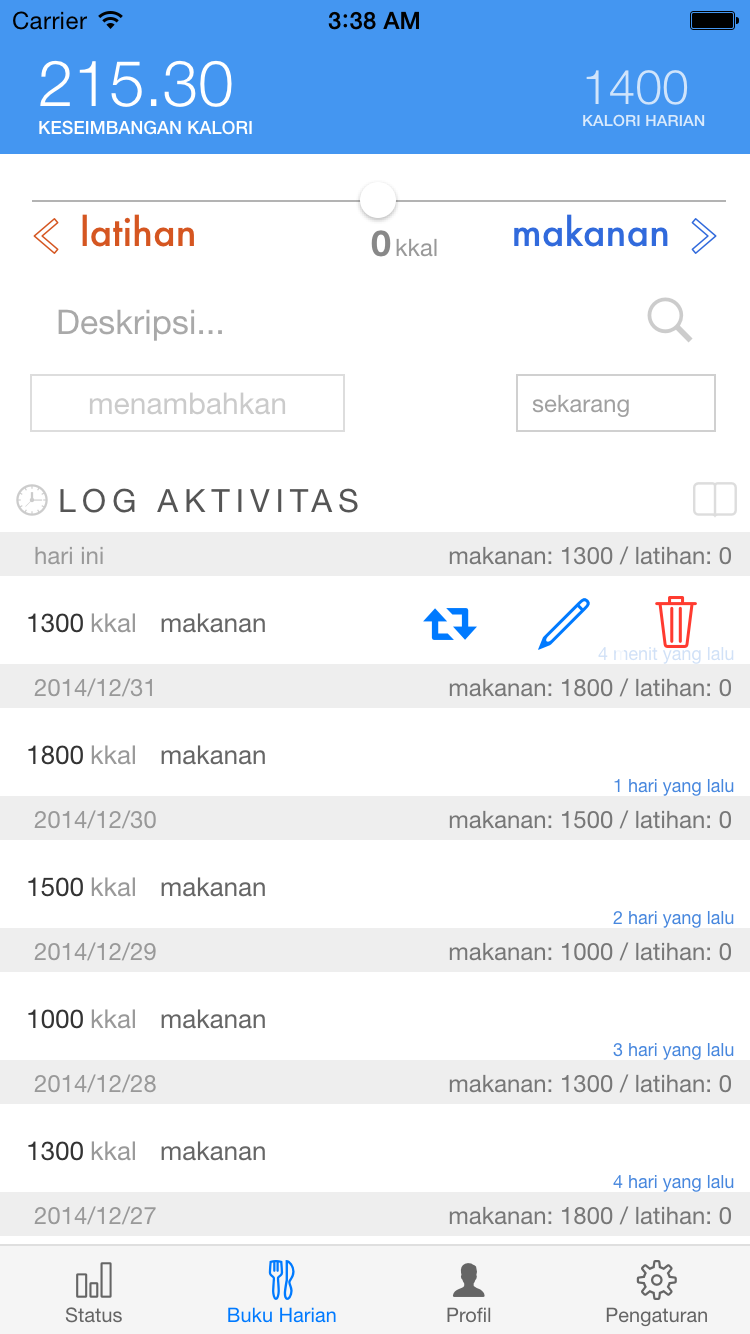 Carrier 3:38 AM
215.30 1400
KESEIMBANGAN KALORI KALORI HARIAN
latihan 0 kkal makanan
Deskripsi...
menambahkan sekarang
LOG AKTIVITAS
hari ini makanan: 1300 / latihan: 0
1300 kkal makanan
4 menit yang lalu
2014/12/31 makanan: 1800 / latihan: 0
1800 kkal makanan
1 hari yang lalu
2014/12/30 makanan: 1500 / latihan: 0
1500 kkal makanan
2 hari yang lalu
2014/12/29 makanan: 1000 / latihan: 0
1000 kkal makanan
3 hari yang lalu
2014/12/28 makanan: 1300 / latihan: 0
1300 kkal makanan
4 hari yang lalu
2014/12/27 makanan: 1800 / latihan: 0
Status Buku Harian Profil Pengaturan